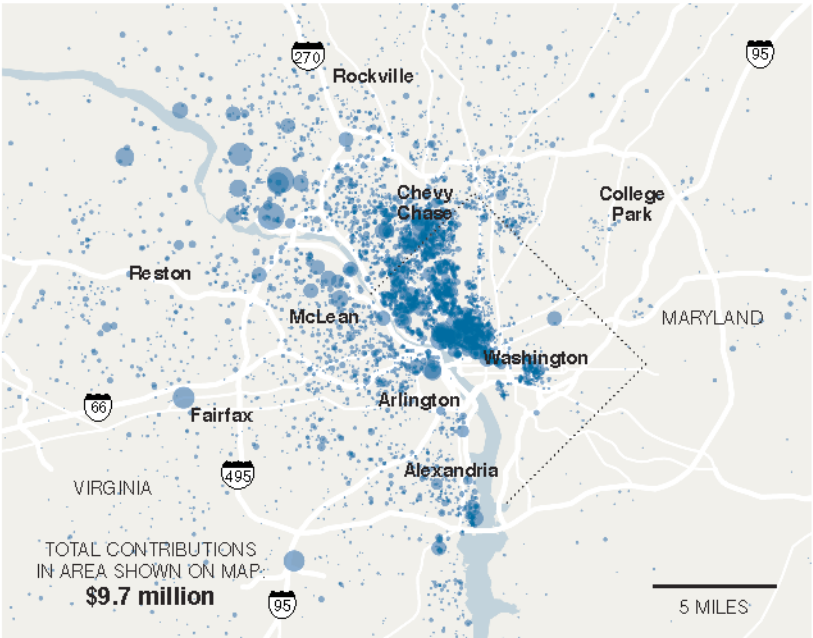 270
95
Rockville
Chevy
Chase
College
Park
Reston
McLean
MARYLAND
Washington
66
Fairfax
Arlington
495
Alexandria
VIRGINIA
TOTAL CONTRIBUTIONS
IN AREA SHOWN ON MAP:
$9.7 million
95
5 MILES